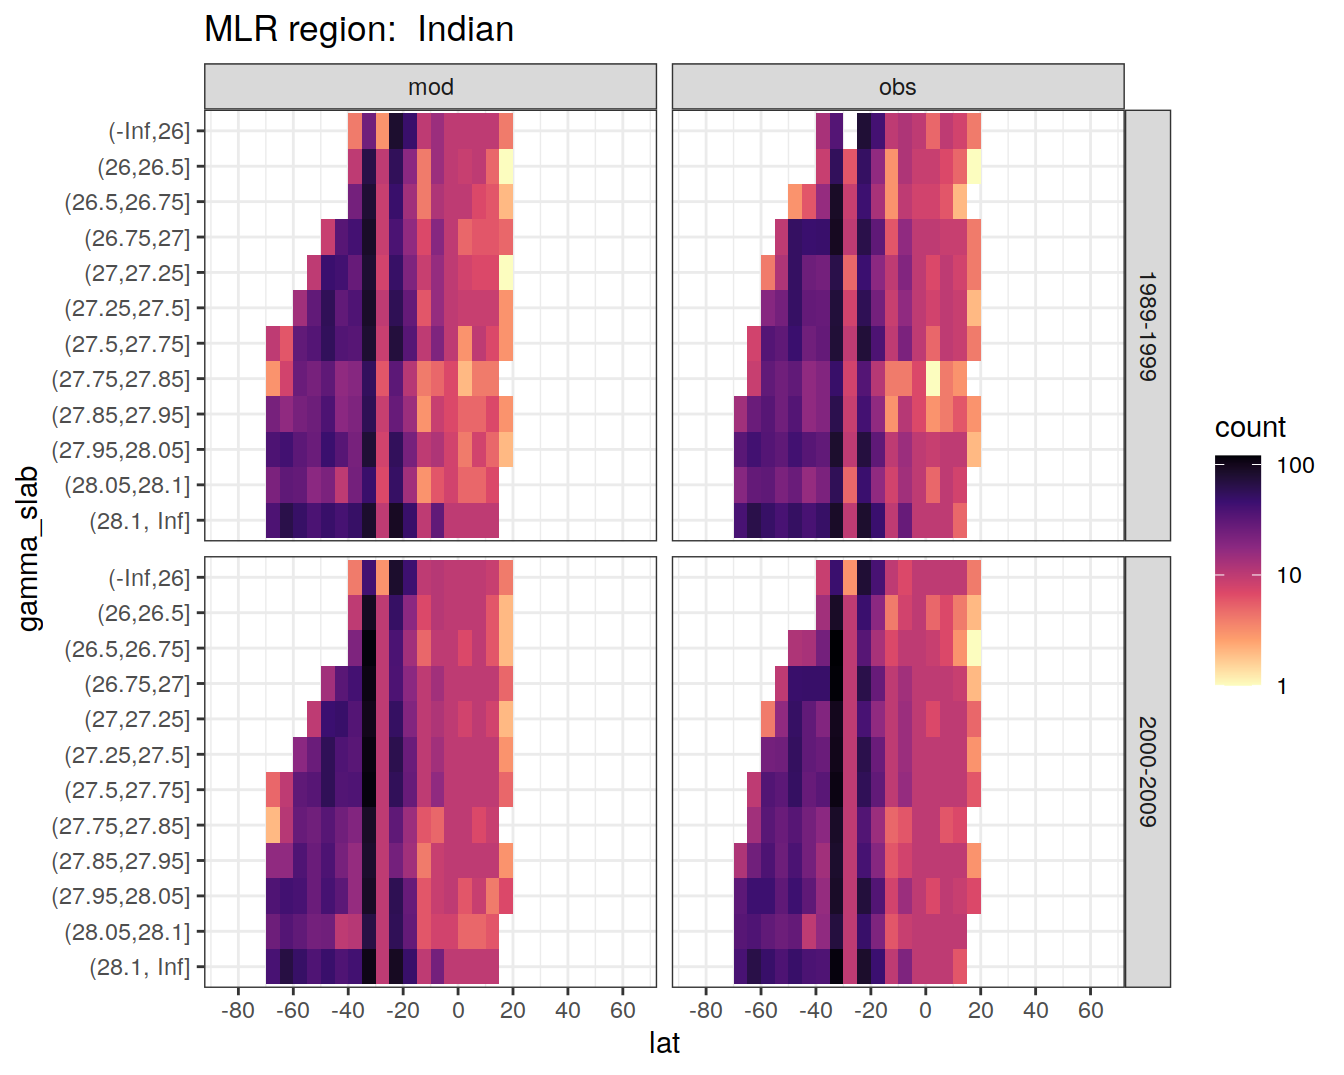 MLR region:  Indian
mod
obs
(-Inf,26]
(26,26.5]
(26.5,26.75]
(26.75,27]
(27,27.25]
(27.25,27.5]
(27.5,27.75]
(27.75,27.85]
(27.85,27.95]
(27.95,28.05]
(28.05,28.1]
(28.1, Inf]
1989-1999
(-Inf,26]
(26,26.5]
(26.5,26.75]
(26.75,27]
(27,27.25]
(27.25,27.5]
(27.5,27.75]
(27.75,27.85]
(27.85,27.95]
(27.95,28.05]
(28.05,28.1]
(28.1, Inf]
2000-2009
-80 -60 -40 -20 0 20 40 60
-80 -60 -40 -20 0 20 40 60
lat
gamma_slab
count
100
10
1